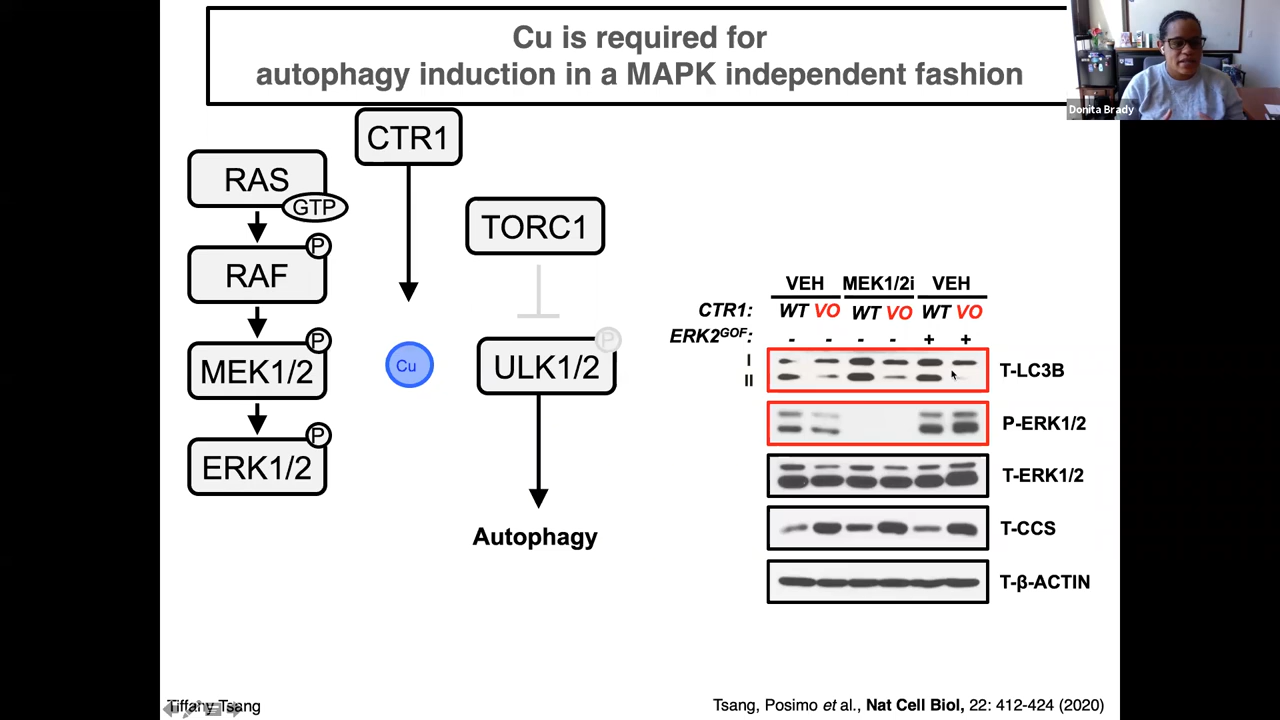 Cu is required for
autophagy induction in a MAPK independent fashion
Donita Brady
CTR1
RAS
GTP
TORC1
P
RAF
P
MEK1/2
Cu
P
ULK1/2
P
ERK1/2
Autophagy
VEH MEK1/2i VEH
CTR1: WT VO WT VO WT VO
ERK2GOF: - - - - + +
I
II
T-LC3B
P-ERK1/2
T-ERK1/2
T-CCS
T-β-ACTIN
Tiffany Tsang
Tsang, Posimo et al., Nat Cell Biol, 22: 412-424 (2020)